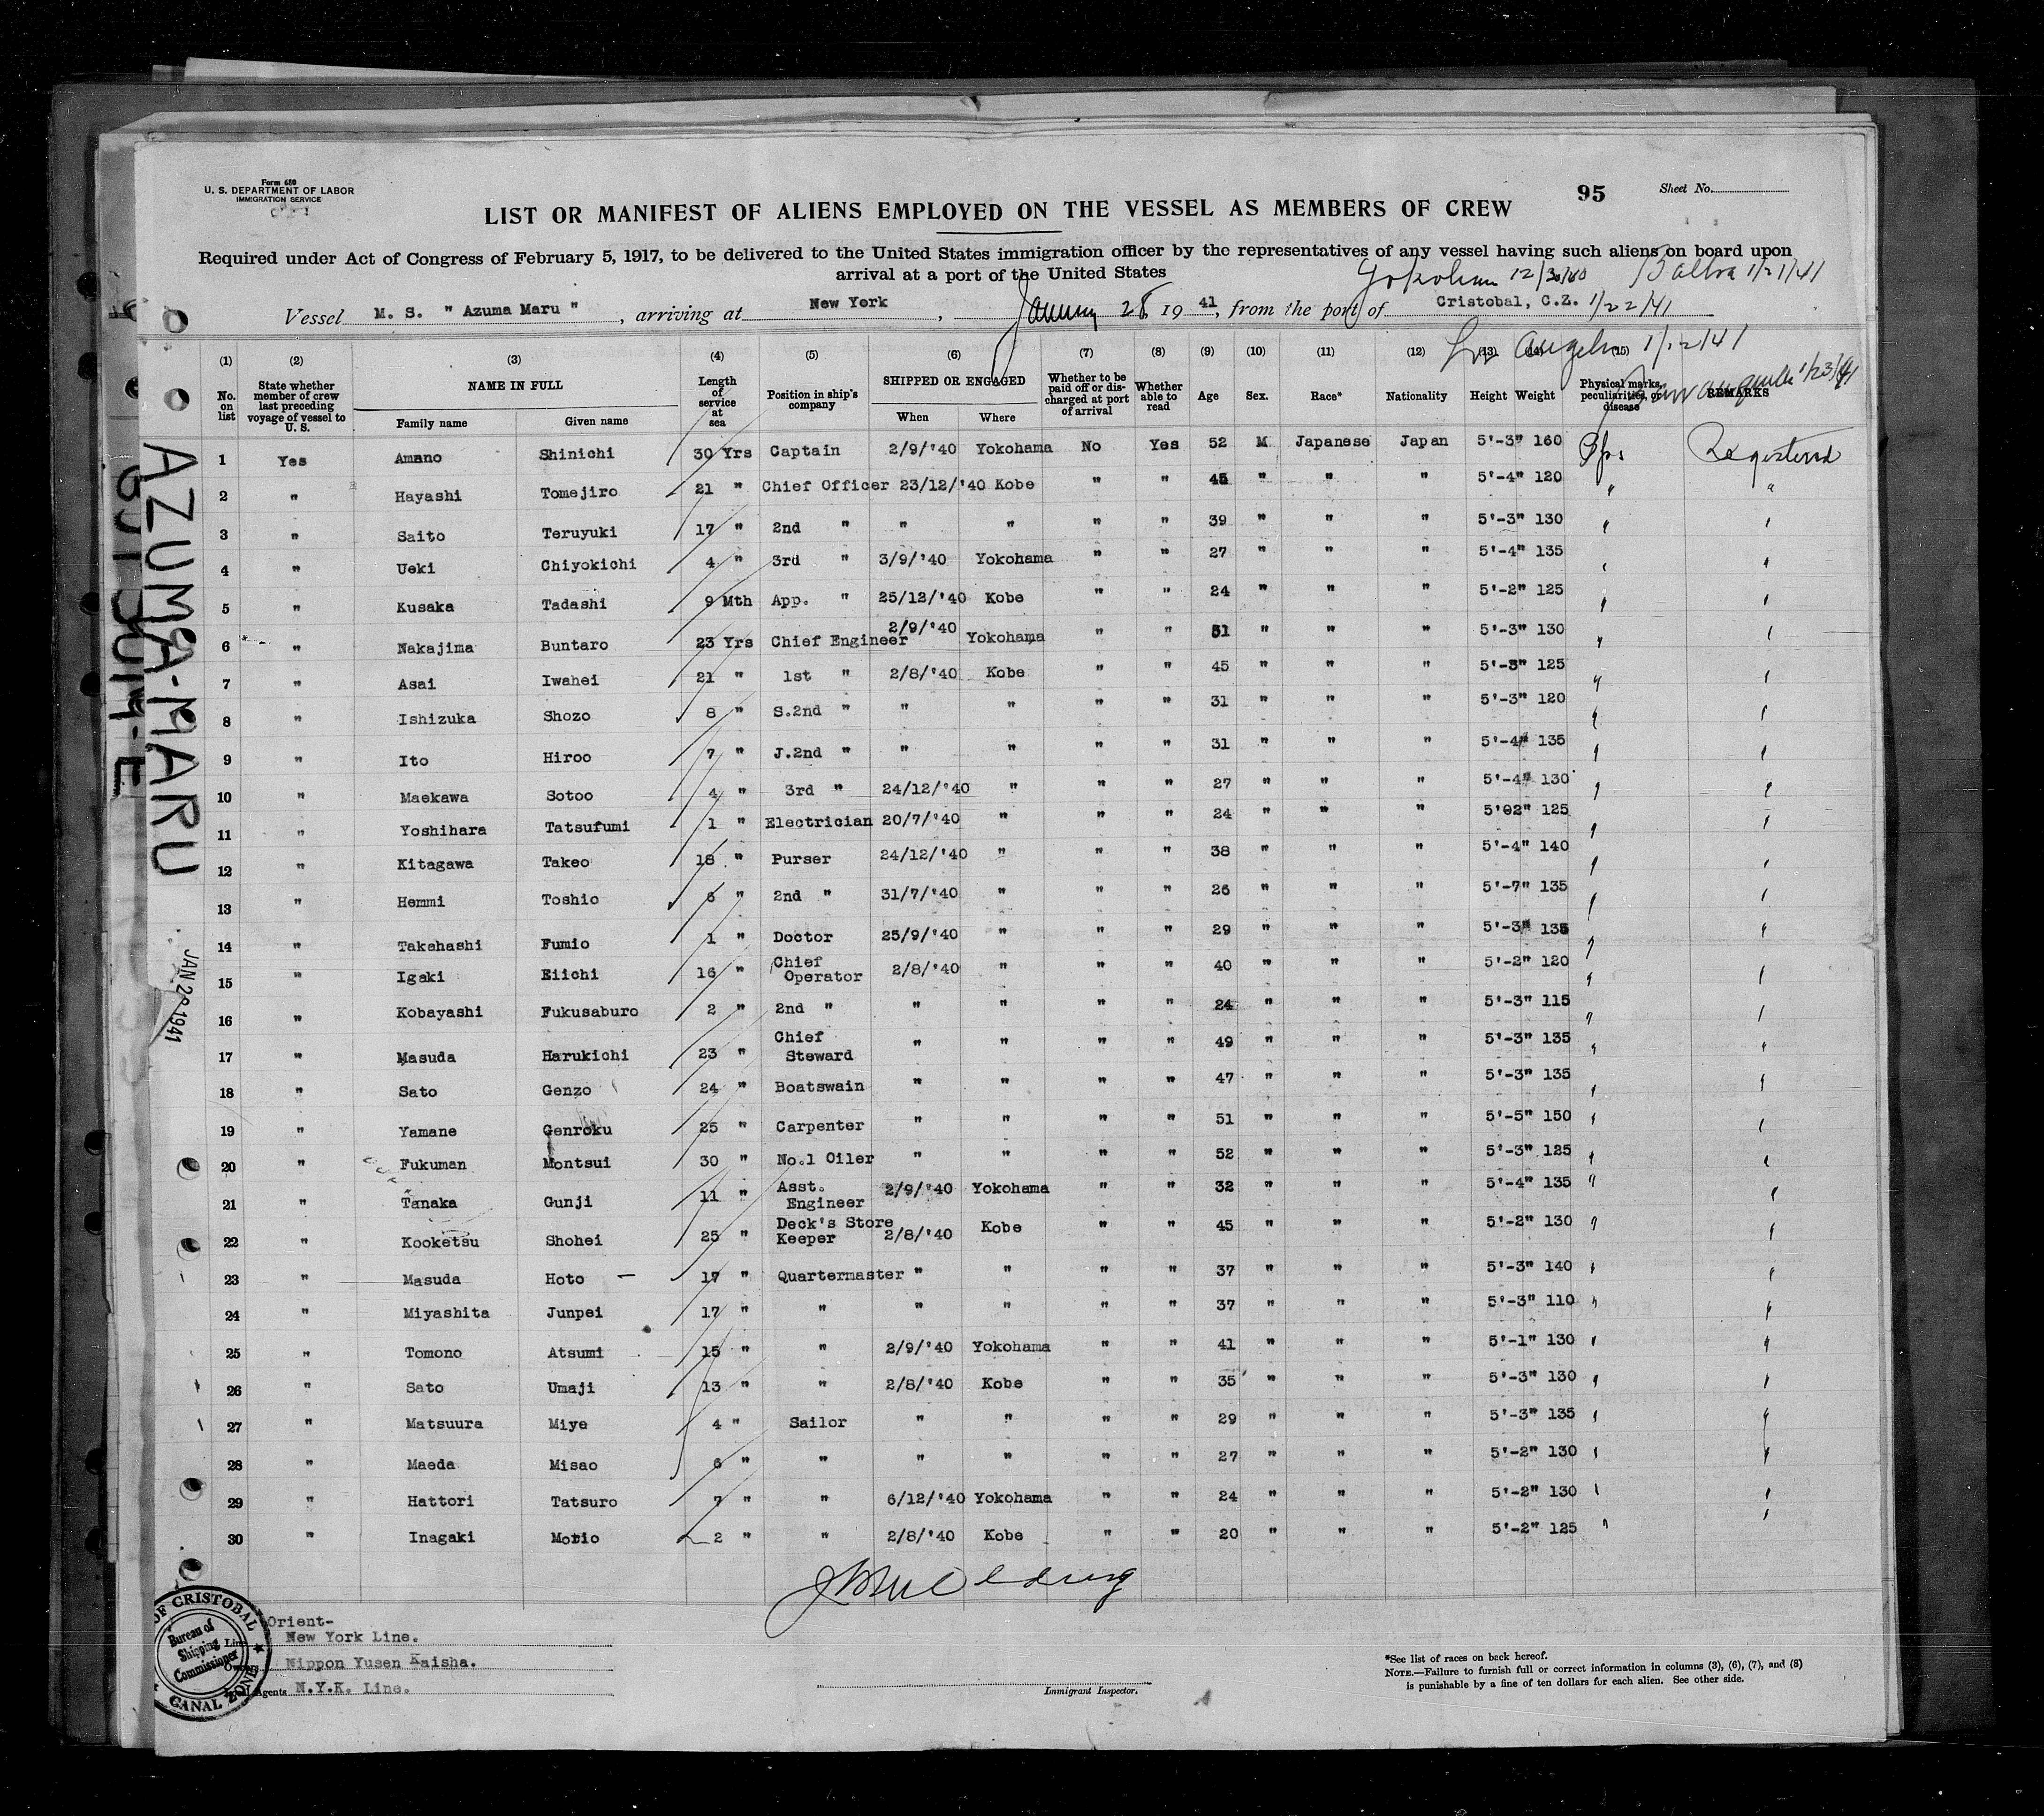 Form 680
U. S. DEPARTMENT OF LABOR
IMMIGRATION SERVICE
95
Sheet No.
LIST OR MANIFEST OF ALIENS EMPLOYED ON THE VESSEL AS MEMBERS OF CREW
Required under Act of Congress of February 5, 1917, to be delivered to the United States immigration officer by the representatives of any vessel having such aliens on board upon
arrival at a port of the United States
Yokohama 12/30/40 Balboa 1/21/41
Vessel M. S. " Azuma Maru ", arriving at New York, January 28, 1941, from the port of Cristobal, C.Z. 1/22/41
Los Angeles 1/12/41
1/23/41
(1) (2) (3) (4) (5) (6) (7) (8) (9) (10) (11) (12) (13) (14) (15)
No. on list State whether member of crew last preceding voyage of vessel to U. S. NAME IN FULL Family name Given name Length of service at sea Position in ship's company SHIPPED OR ENGAGED When Where Whether to be paid off or discharged at port of arrival Whether able to read Age Sex. Race* Nationality Height Weight Physical marks, peculiarities, or disease REMARKS
1 Yes Amano Shinichi 30 Yrs Captain 2/9/'40 Yokohama No Yes 52 M Japanese Japan 5'-3" 160 Registered
2 " Hayashi Tomejiro 21 " Chief Officer 23/12/'40 Kobe " " 45 " " " 5'-4" 120 " "
3 " Saito Teruyuki 17 " 2nd " " " " " 39 " " " 5'-3" 130 " "
4 " Ueki Chiyokichi 4 " 3rd " 3/9/'40 Yokohama " " 27 " " " 5'-4" 135 " "
5 " Kusaka Tadashi 9 Mth App. " 25/12/'40 Kobe " " 24 " " " 5'-2" 125 " "
6 " Nakajima Buntaro 23 Yrs Chief Engineer 2/9/'40 Yokohama " " 51 " " " 5'-3" 130 " "
7 " Asai Iwahei 21 " 1st " 2/8/'40 Kobe " " 45 " " " 5'-3" 125 " "
8 " Ishizuka Shozo 8 " S.2nd " " " " " 31 " " " 5'-3" 120 " "
9 " Ito Hiroo 7 " J.2nd " " " " " 31 " " " 5'-4" 135 " "
10 " Maekawa Sotoo 4 " 3rd " 24/12/'40 " " " 27 " " " 5'-4" 130 " "
11 " Yoshihara Tatsufumi 1 " Electrician 20/7/'40 " " " 24 " " " 5'02" 125 " "
12 " Kitagawa Takeo 18 " Purser 24/12/'40 " " " 38 " " " 5'-4" 140 " "
13 " Hemmi Toshio 6 " 2nd " 31/7/'40 " " " 26 " " " 5'-7" 135 " "
14 " Takahashi Fumio 1 " Doctor 25/9/'40 " " " 29 " " " 5'-3" 135 " "
15 " Igaki Eiichi 16 " Chief Operator 2/8/'40 " " " 40 " " " 5'-2" 120 " "
16 " Kobayashi Fukusaburo 2 " 2nd " " " " " 24 " " " 5'-3" 115 " "
17 " Masuda Harukichi 23 " Chief Steward " " " " 49 " " " 5'-3" 135 " "
18 " Sato Genzo 24 " Boatswain " " " " 47 " " " 5'-3" 135 " "
19 " Yamane Genroku 25 " Carpenter " " " " 51 " " " 5'-5" 150 " "
20 " Fukuman Montsui 30 " No.1 Oiler " " " " 52 " " " 5'-3" 125 " "
21 " Tanaka Gunji 11 " Asst. Engineer 2/9/'40 Yokohama " " 32 " " " 5'-4" 135 " "
22 " Kooketsu Shohei 25 " Deck's Store Keeper 2/8/'40 Kobe " " 45 " " " 5'-2" 130 " "
23 " Masuda Hoto 17 " Quartermaster " " " " 37 " " " 5'-3" 140 " "
24 " Miyashita Junpei 17 " " " " " " 37 " " " 5'-3" 110 " "
25 " Tomono Atsumi 15 " " 2/9/'40 Yokohama " " 41 " " " 5'-1" 130 " "
26 " Sato Umaji 13 " " 2/8/'40 Kobe " " 35 " " " 5'-3" 130 " "
27 " Matsuura Miye 4 " Sailor " " " " 29 " " " 5'-3" 135 " "
28 " Maeda Misao 6 " " " " " " 27 " " " 5'-2" 130 " "
29 " Hattori Tatsuro 7 " " 6/12/'40 Yokohama " " 24 " " " 5'-2" 130 " "
30 " Inagaki Morio 2 " " 2/8/'40 Kobe " " 20 " " " 5'-2" 125 " "
AZUMA-MARU
JAN 28 1941
OF CRISTOBAL
Bureau of
Shipping
Commissioner
CANAL ZONE
Line Orient-
New York Line.
Owners Nippon Yusen Kaisha.
Agents N.Y.K. Line.
Immigrant Inspector.
*See list of races on back hereof.
NOTE.—Failure to furnish full or correct information in columns (3), (6), (7), and (8)
is punishable by a fine of ten dollars for each alien. See other side.